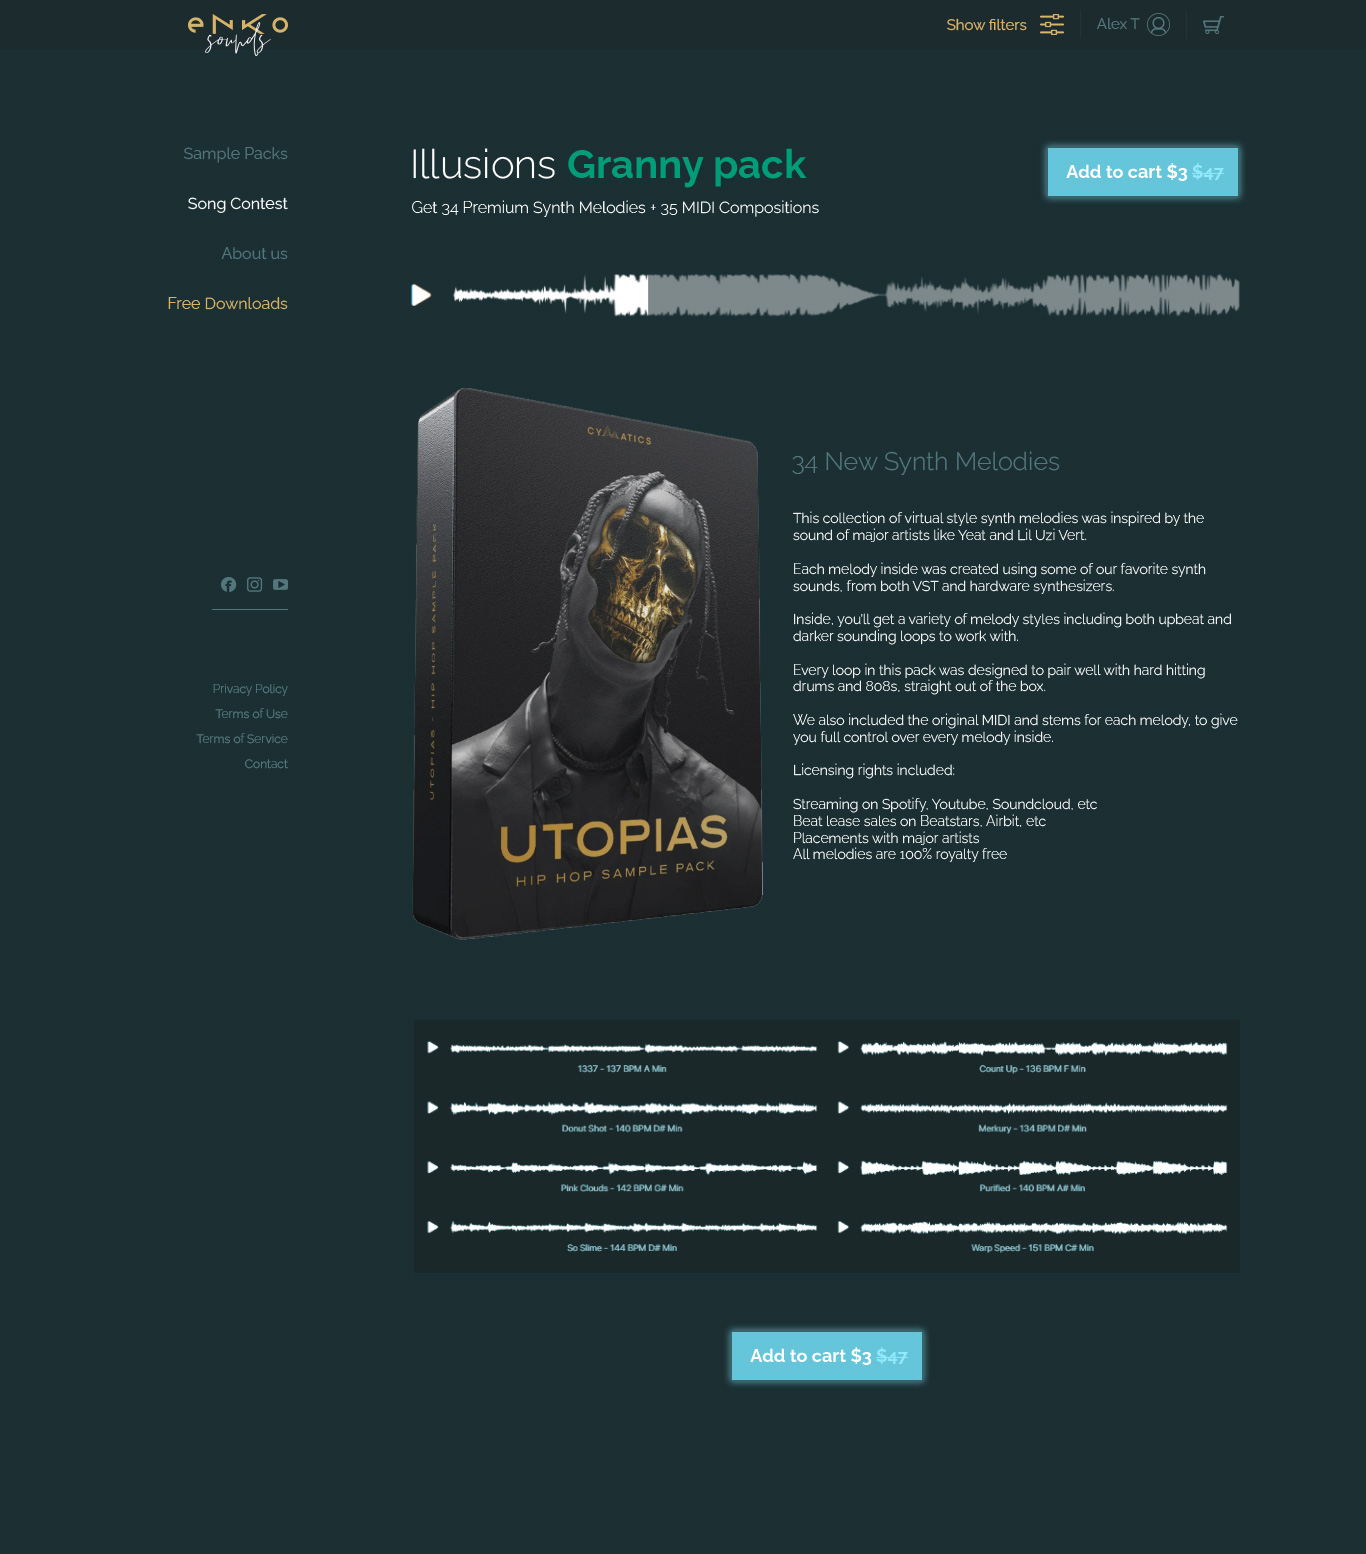 eNKO
sounds
Show filters
Alex T
Sample Packs
Song Contest
About us
Free Downloads
Illusions Granny pack
Get 34 Premium Synth Melodies + 35 MIDI Compositions
Add to cart $3 $47
CYMATICS
UTOPIAS - HIP HOP SAMPLE PACK
UTOPIAS
HIP HOP SAMPLE PACK
34 New Synth Melodies
This collection of virtual style synth melodies was inspired by the
sound of major artists like Yeat and Lil Uzi Vert.
Each melody inside was created using some of our favorite synth
sounds, from both VST and hardware synthesizers.
Inside, you'll get a variety of melody styles including both upbeat and
darker sounding loops to work with.
Every loop in this pack was designed to pair well with hard hitting
drums and 808s, straight out of the box.
We also included the original MIDI and stems for each melody, to give
you full control over every melody inside.
Licensing rights included:
Streaming on Spotify, Youtube, Soundcloud, etc
Beat lease sales on Beatstars, Airbit, etc
Placements with major artists
All melodies are 100% royalty free
Privacy Policy
Terms of Use
Terms of Service
Contact
1337 - 137 BPM A Min
Count Up - 136 BPM F Min
Donut Shot - 140 BPM D# Min
Merkury - 134 BPM D# Min
Pink Clouds - 142 BPM G# Min
Purified - 140 BPM A# Min
So Slime - 144 BPM D# Min
Warp Speed - 151 BPM C# Min
Add to cart $3 $47